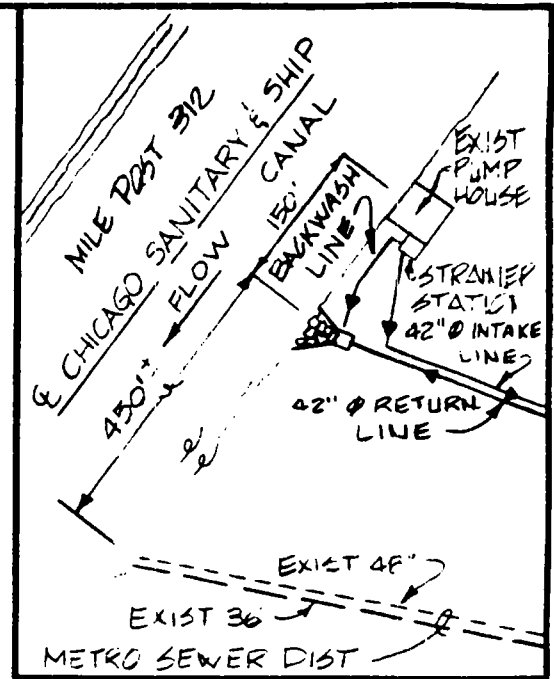 MILE POST 312
℄ CHICAGO SANITARY & SHIP
CANAL
FLOW
150'
BACKWASH
LINE
EXIST
PUMP
HOUSE
STRAINER
STATION
42" Ø INTAKE
LINE
450'±
42" Ø RETURN
LINE
EXIST 48"
EXIST 36"
METRO SEWER DIST